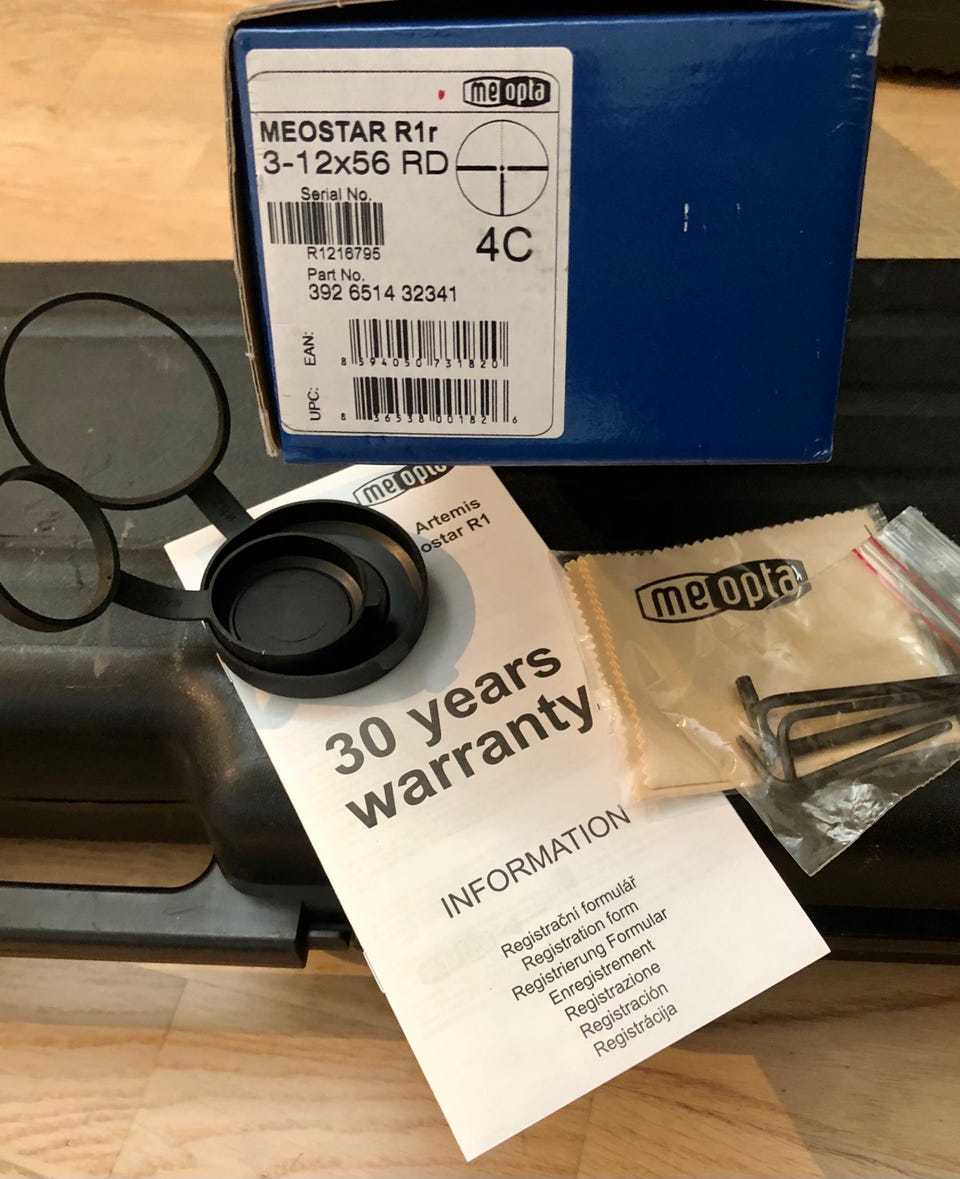 meopta
MEOSTAR R1r
3-12x56 RD
Serial No.
R1216795
Part No.
392 6514 32341
4C
EAN:
8 594050 731820
UPC:
8 36538 00182 6
meopta
Artemis
ostar R1
30 years
warranty
INFORMATION
Registrační formulář
Registration form
Registrierung Formular
Enregistrement
Registrazione
Registración
Registrácija
meopta